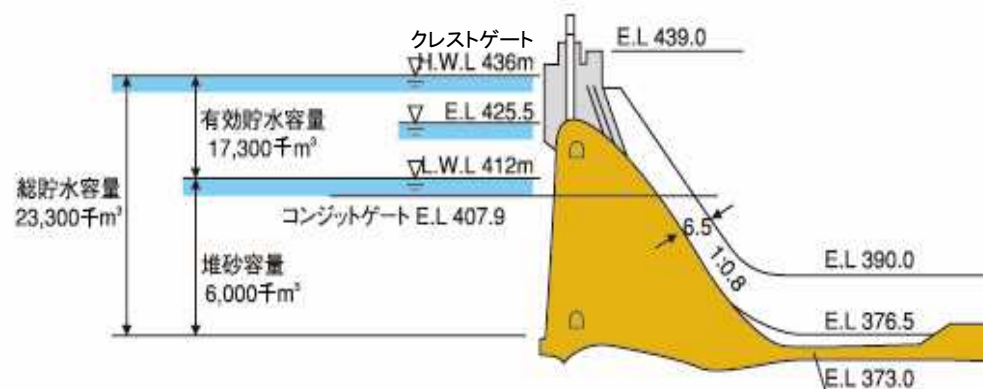 クレストゲート
H.W.L 436m
E.L 439.0
有効貯水容量
17,300千m³
E.L 425.5
L.W.L 412m
総貯水容量
23,300千m³
コンジットゲート E.L 407.9
6.5
1:0.8
堆砂容量
6,000千m³
E.L 390.0
E.L 376.5
E.L 373.0